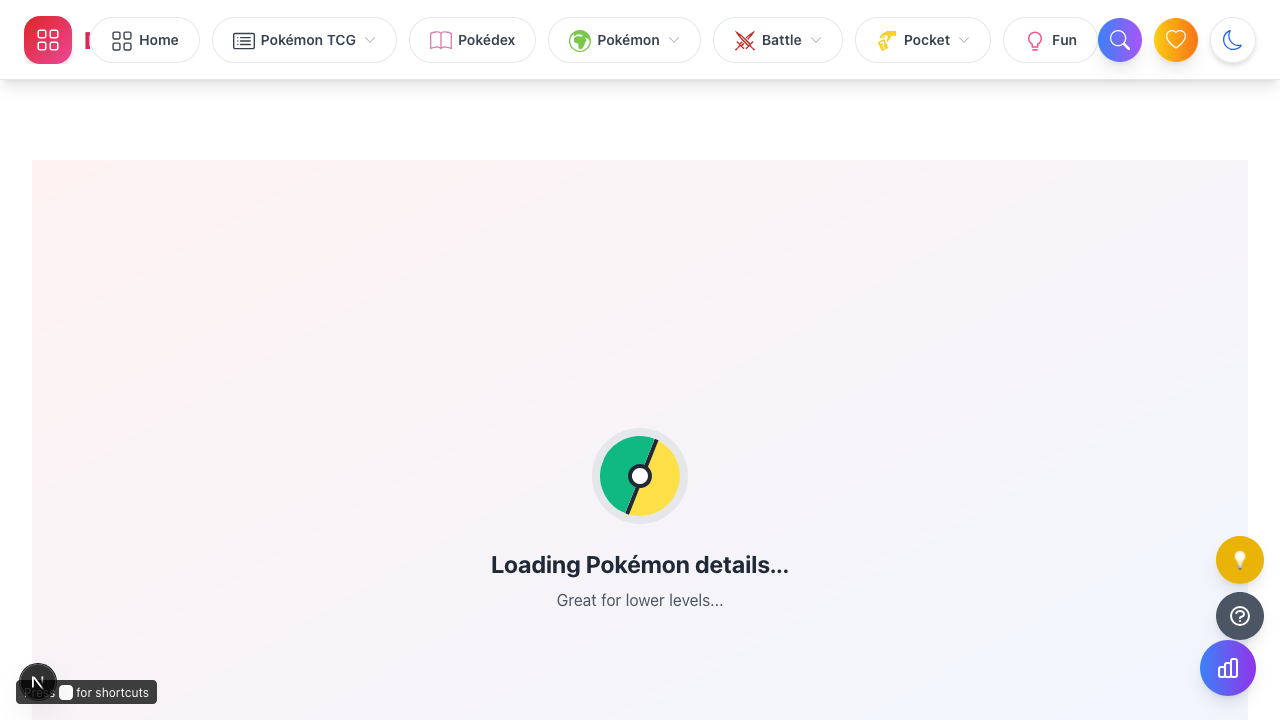 Home
Pokémon TCG
Pokédex
Pokémon
Battle
Pocket
Fun
Loading Pokémon details...
Great for lower levels...
N
Press for shortcuts